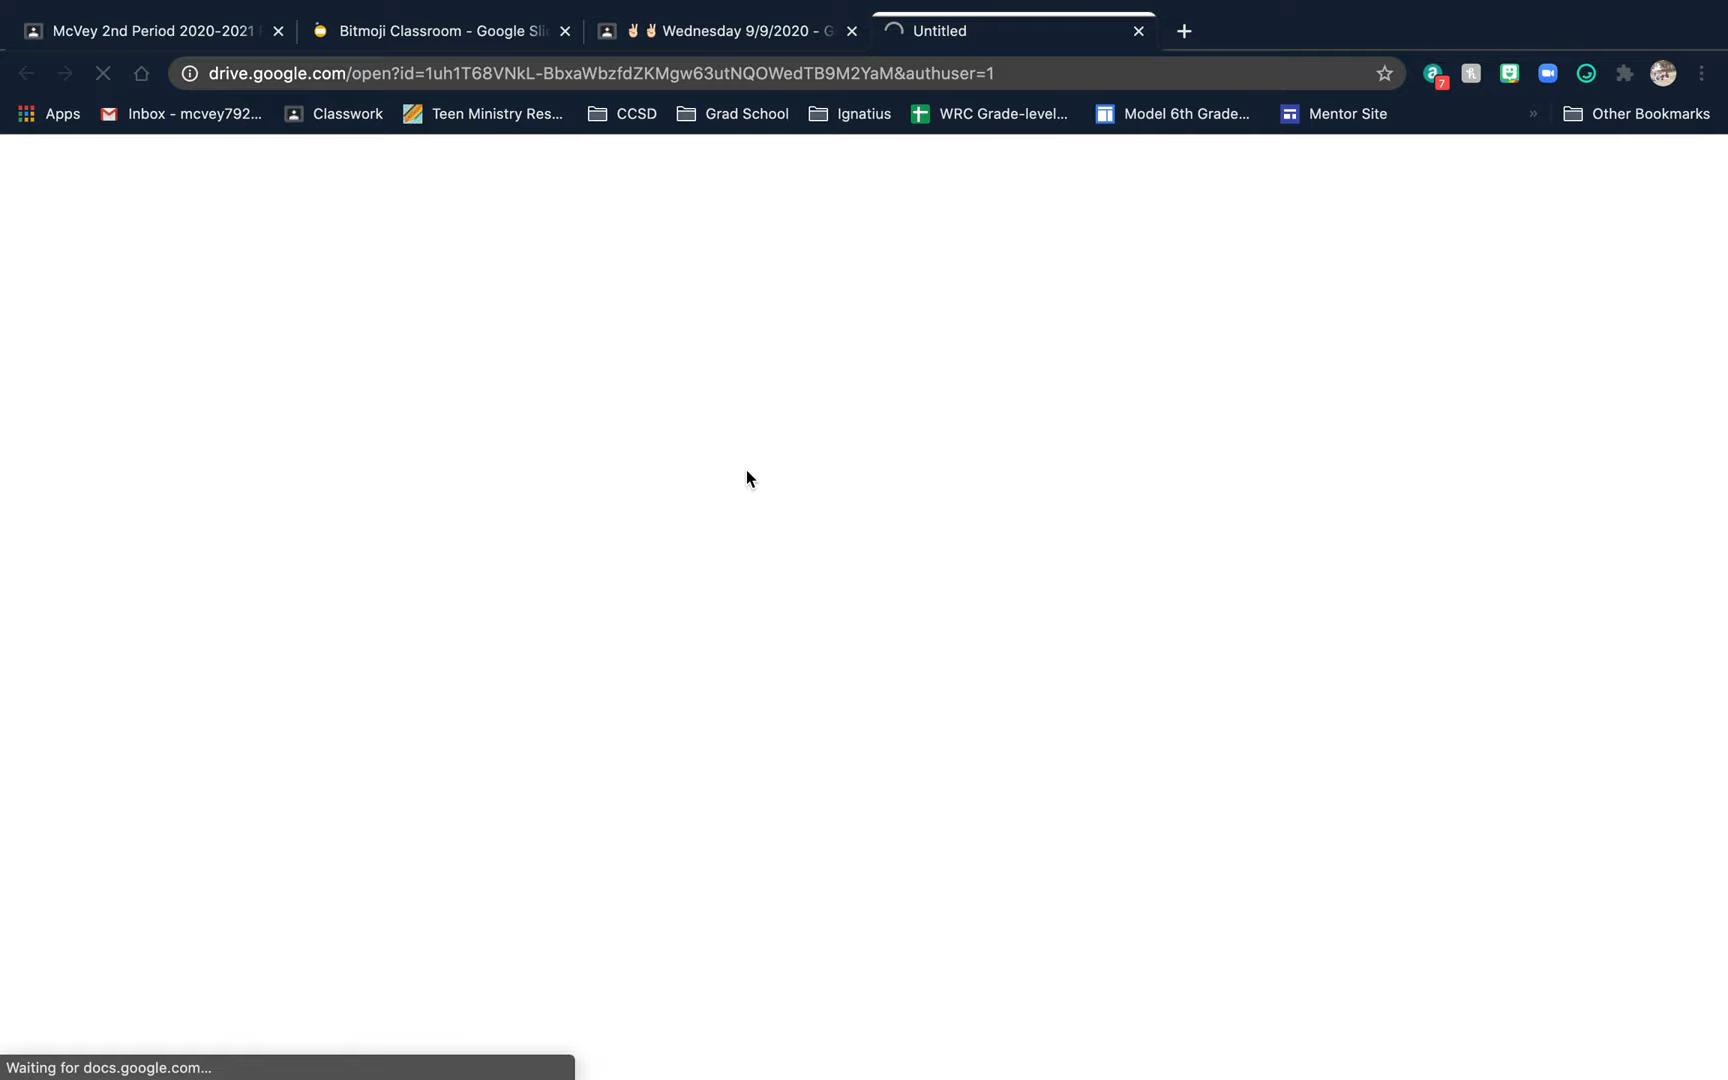 McVey 2nd Period 2020-2021
Bitmoji Classroom - Google Sli
✌🏻✌🏻 Wednesday 9/9/2020 - G
Untitled
drive.google.com/open?id=1uh1T68VNkL-BbxaWbzfdZKMgw63utNQOWedTB9M2YaM&authuser=1
7
Apps
Inbox - mcvey792...
Classwork
Teen Ministry Res...
CCSD
Grad School
Ignatius
WRC Grade-level...
Model 6th Grade...
Mentor Site
»
Other Bookmarks
Waiting for docs.google.com...